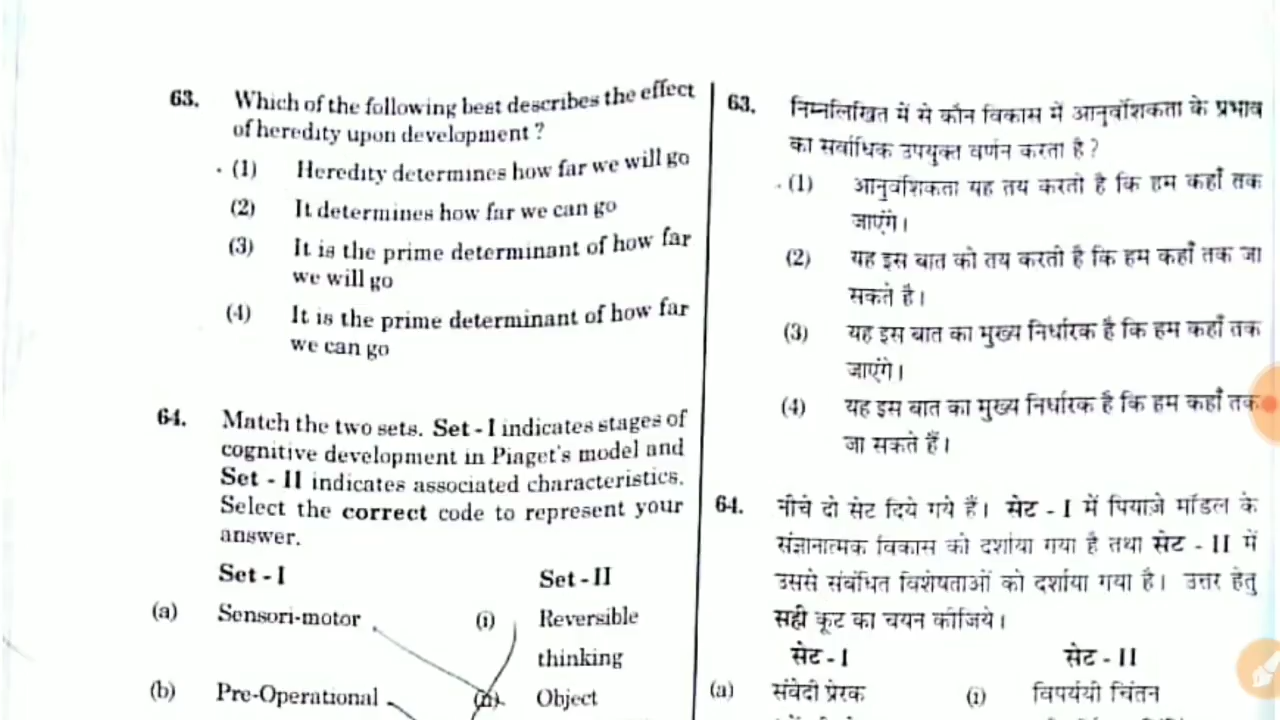 63. Which of the following best describes the effect
of heredity upon development ?
(1) Heredity determines how far we will go
(2) It determines how far we can go
(3) It is the prime determinant of how far
we will go
(4) It is the prime determinant of how far
we can go
64. Match the two sets. Set - I indicates stages of
cognitive development in Piaget's model and
Set - II indicates associated characteristics.
Select the correct code to represent your
answer.
Set - I Set - II
(a) Sensori-motor (i) Reversible
thinking
(b) Pre-Operational (ii) Object
63. निम्नलिखित में से कौन विकास में आनुवंशिकता के प्रभाव
का सर्वाधिक उपयुक्त वर्णन करता है ?
(1) आनुवंशिकता यह तय करती है कि हम कहाँ तक
जाएंगे।
(2) यह इस बात को तय करती है कि हम कहाँ तक जा
सकते है।
(3) यह इस बात का मुख्य निर्धारक है कि हम कहाँ तक
जाएंगे।
(4) यह इस बात का मुख्य निर्धारक है कि हम कहाँ तक
जा सकते हैं।
64. नीचे दो सेट दिये गये हैं। सेट - I में पियाज़े मॉडल के
संज्ञानात्मक विकास को दर्शाया गया है तथा सेट - II में
उससे संबंधित विशेषताओं को दर्शाया गया है। उत्तर हेतु
सही कूट का चयन कीजिये।
सेट - I सेट - II
(a) संवेदी प्रेरक (i) विपर्ययी चिंतन